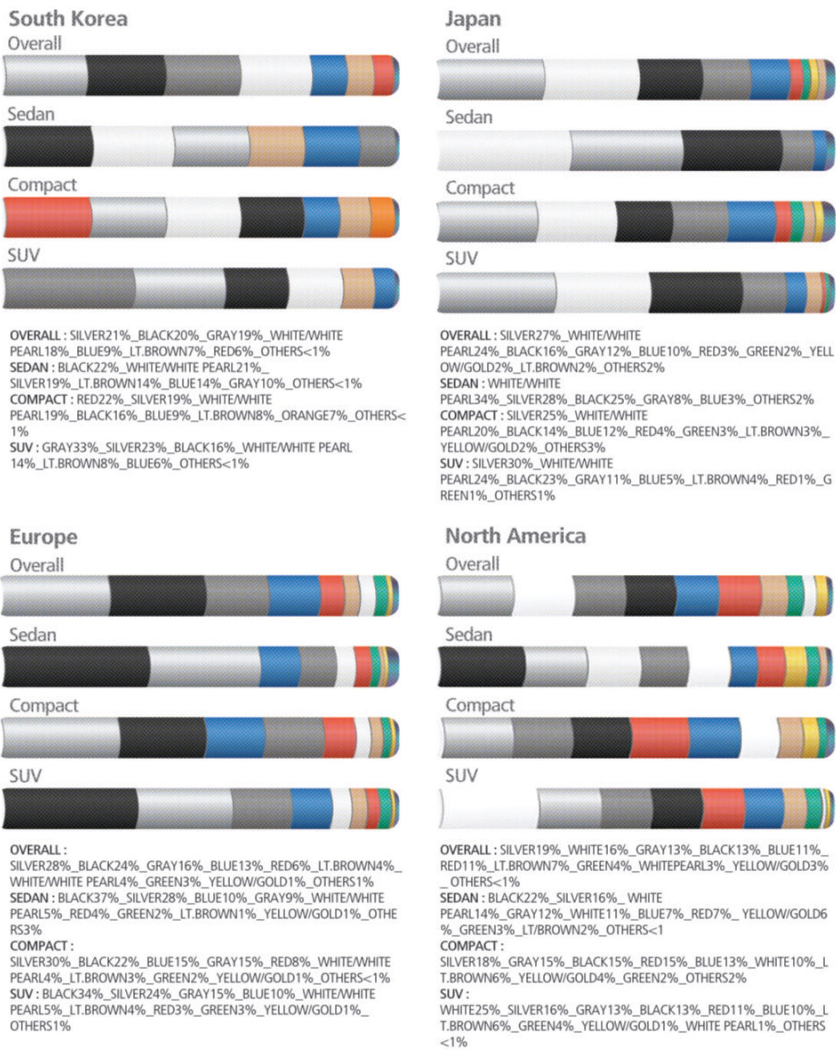 South Korea
Overall
Sedan
Compact
SUV
OVERALL : SILVER21%_BLACK20%_GRAY19%_WHITE/WHITE
PEARL18%_BLUE9%_LT.BROWN7%_RED6%_OTHERS<1%
SEDAN : BLACK22%_WHITE/WHITE PEARL21%_
SILVER19%_LT.BROWN14%_BLUE14%_GRAY10%_OTHERS<1%
COMPACT : RED22%_SILVER19%_WHITE/WHITE
PEARL19%_BLACK16%_BLUE9%_LT.BROWN8%_ORANGE7%_OTHERS<
1%
SUV : GRAY33%_SILVER23%_BLACK16%_WHITE/WHITE PEARL
14%_LT.BROWN8%_BLUE6%_OTHERS<1%
Japan
Overall
Sedan
Compact
SUV
OVERALL : SILVER27%_WHITE/WHITE
PEARL24%_BLACK16%_GRAY12%_BLUE10%_RED3%_GREEN2%_YELL
OW/GOLD2%_LT.BROWN2%_OTHERS2%
SEDAN : WHITE/WHITE
PEARL34%_SILVER28%_BLACK25%_GRAY8%_BLUE3%_OTHERS2%
COMPACT : SILVER25%_WHITE/WHITE
PEARL20%_BLACK14%_BLUE12%_RED4%_GREEN3%_LT.BROWN3%_
YELLOW/GOLD2%_OTHERS3%
SUV : SILVER30%_WHITE/WHITE
PEARL24%_BLACK23%_GRAY11%_BLUE5%_LT.BROWN4%_RED1%_G
REEN1%_OTHERS1%
Europe
Overall
Sedan
Compact
SUV
OVERALL :
SILVER28%_BLACK24%_GRAY16%_BLUE13%_RED6%_LT.BROWN4%_
WHITE/WHITE PEARL4%_GREEN3%_YELLOW/GOLD1%_OTHERS1%
SEDAN : BLACK37%_SILVER28%_BLUE10%_GRAY9%_WHITE/WHITE
PEARL5%_RED4%_GREEN2%_LT.BROWN1%_YELLOW/GOLD1%_OTHE
RS3%
COMPACT :
SILVER30%_BLACK22%_BLUE15%_GRAY15%_RED8%_WHITE/WHITE
PEARL4%_LT.BROWN3%_GREEN2%_YELLOW/GOLD1%_OTHERS<1%
SUV : BLACK34%_SILVER24%_GRAY15%_BLUE10%_WHITE/WHITE
PEARL5%_LT.BROWN4%_RED3%_GREEN3%_YELLOW/GOLD1%_
OTHERS1%
North America
Overall
Sedan
Compact
SUV
OVERALL : SILVER19%_WHITE16%_GRAY13%_BLACK13%_BLUE11%_
RED11%_LT.BROWN7%_GREEN4%_WHITEPEARL3%_YELLOW/GOLD3%
_ OTHERS<1%
SEDAN : BLACK22%_SILVER16%_ WHITE
PEARL14%_GRAY12%_WHITE11%_BLUE7%_RED7%_ YELLOW/GOLD6
%_GREEN3%_LT/BROWN2%_OTHERS<1
COMPACT :
SILVER18%_GRAY15%_BLACK15%_RED15%_BLUE13%_WHITE10%_L
T.BROWN6%_YELLOW/GOLD4%_GREEN2%_OTHERS2%
SUV :
WHITE25%_SILVER16%_GRAY13%_BLACK13%_RED11%_BLUE10%_L
T.BROWN6%_GREEN4%_YELLOW/GOLD1%_WHITE PEARL1%_OTHERS
<1%